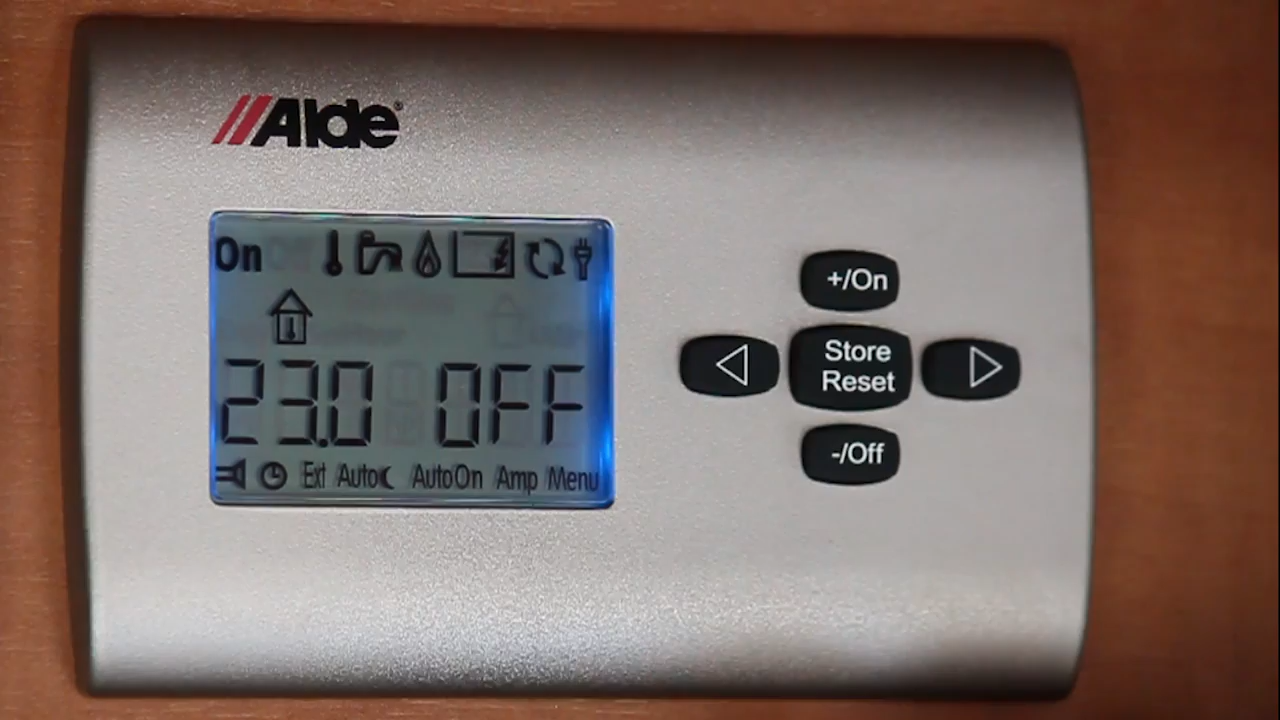 Alde®
On
23.0 OFF
Ext Auto AutoOn Amp Menu
+/On
Store
Reset
-/Off